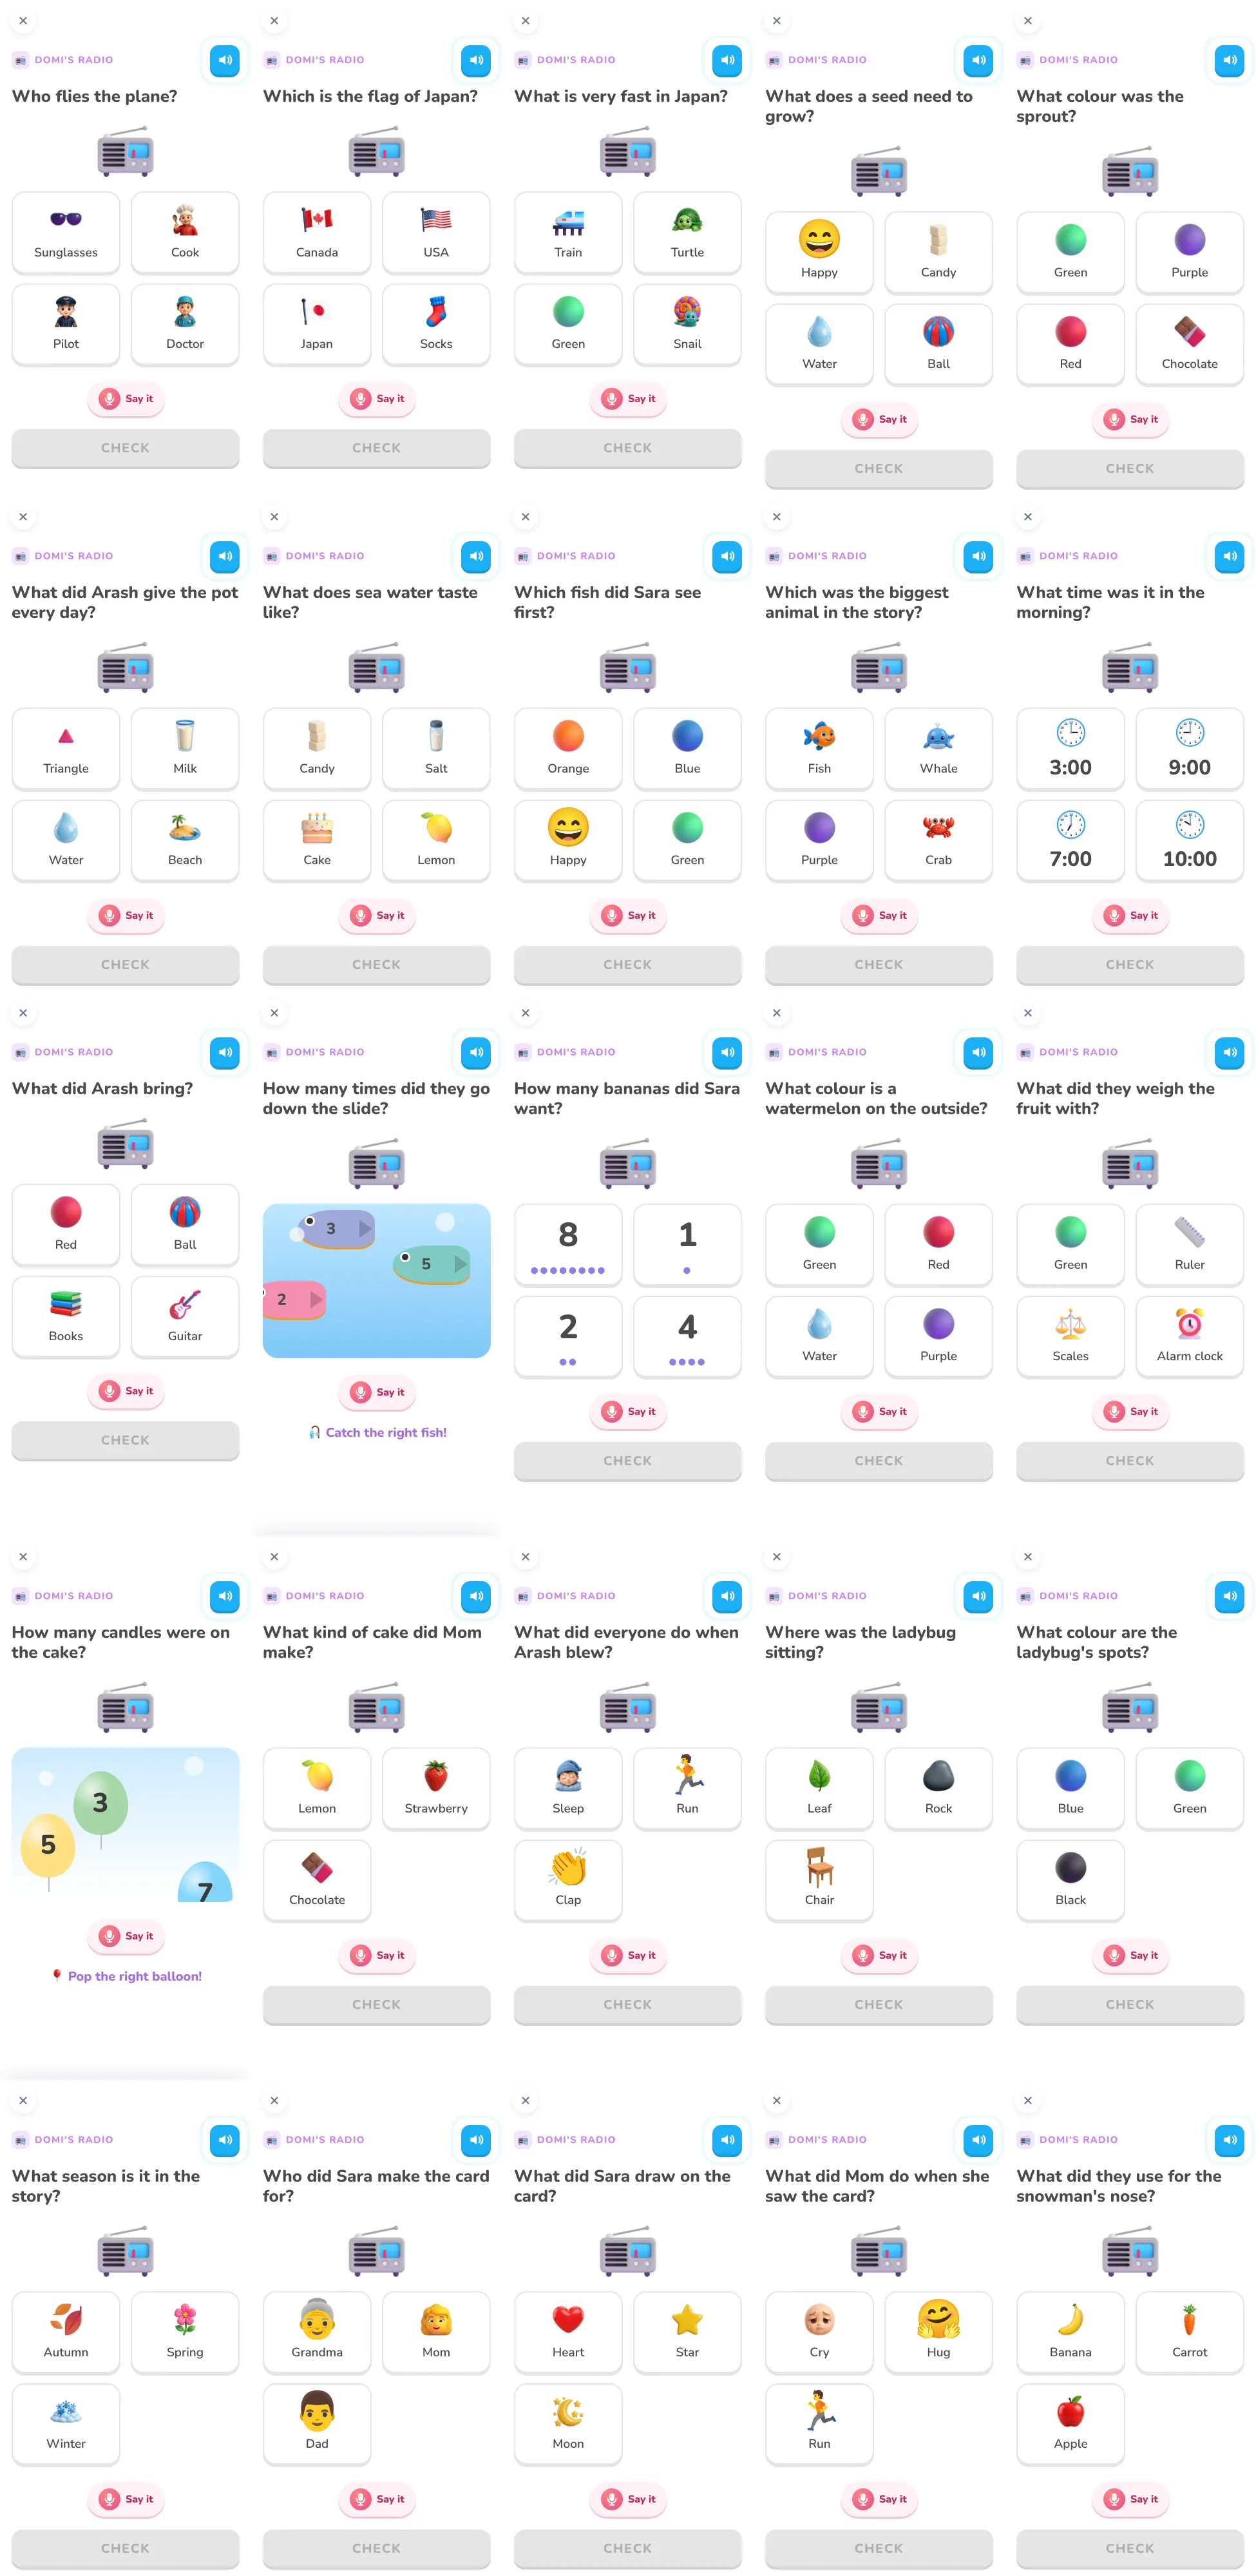 DOMI'S RADIO
Who flies the plane?
Sunglasses
Cook
Pilot
Doctor
Say it
CHECK
DOMI'S RADIO
Which is the flag of Japan?
Canada
USA
Japan
Socks
Say it
CHECK
DOMI'S RADIO
What is very fast in Japan?
Train
Turtle
Green
Snail
Say it
CHECK
DOMI'S RADIO
What does a seed need to
grow?
Happy
Candy
Water
Ball
Say it
CHECK
DOMI'S RADIO
What colour was the
sprout?
Green
Purple
Red
Chocolate
Say it
CHECK
DOMI'S RADIO
What did Arash give the pot
every day?
Triangle
Milk
Water
Beach
Say it
CHECK
DOMI'S RADIO
What does sea water taste
like?
Candy
Salt
Cake
Lemon
Say it
CHECK
DOMI'S RADIO
Which fish did Sara see
first?
Orange
Blue
Happy
Green
Say it
CHECK
DOMI'S RADIO
Which was the biggest
animal in the story?
Fish
Whale
Purple
Crab
Say it
CHECK
DOMI'S RADIO
What time was it in the
morning?
3:00
9:00
7:00
10:00
Say it
CHECK
DOMI'S RADIO
What did Arash bring?
Red
Ball
Books
Guitar
Say it
CHECK
DOMI'S RADIO
How many times did they go
down the slide?
3
5
2
Say it
Catch the right fish!
DOMI'S RADIO
How many bananas did Sara
want?
8
1
2
4
Say it
CHECK
DOMI'S RADIO
What colour is a
watermelon on the outside?
Green
Red
Water
Purple
Say it
CHECK
DOMI'S RADIO
What did they weigh the
fruit with?
Green
Ruler
Scales
Alarm clock
Say it
CHECK
DOMI'S RADIO
How many candles were on
the cake?
3
5
7
Say it
Pop the right balloon!
DOMI'S RADIO
What kind of cake did Mom
make?
Lemon
Strawberry
Chocolate
Say it
CHECK
DOMI'S RADIO
What did everyone do when
Arash blew?
Sleep
Run
Clap
Say it
CHECK
DOMI'S RADIO
Where was the ladybug
sitting?
Leaf
Rock
Chair
Say it
CHECK
DOMI'S RADIO
What colour are the
ladybug's spots?
Blue
Green
Black
Say it
CHECK
DOMI'S RADIO
What season is it in the
story?
Autumn
Spring
Winter
Say it
CHECK
DOMI'S RADIO
Who did Sara make the card
for?
Grandma
Mom
Dad
Say it
CHECK
DOMI'S RADIO
What did Sara draw on the
card?
Heart
Star
Moon
Say it
CHECK
DOMI'S RADIO
What did Mom do when she
saw the card?
Cry
Hug
Run
Say it
CHECK
DOMI'S RADIO
What did they use for the
snowman's nose?
Banana
Carrot
Apple
Say it
CHECK